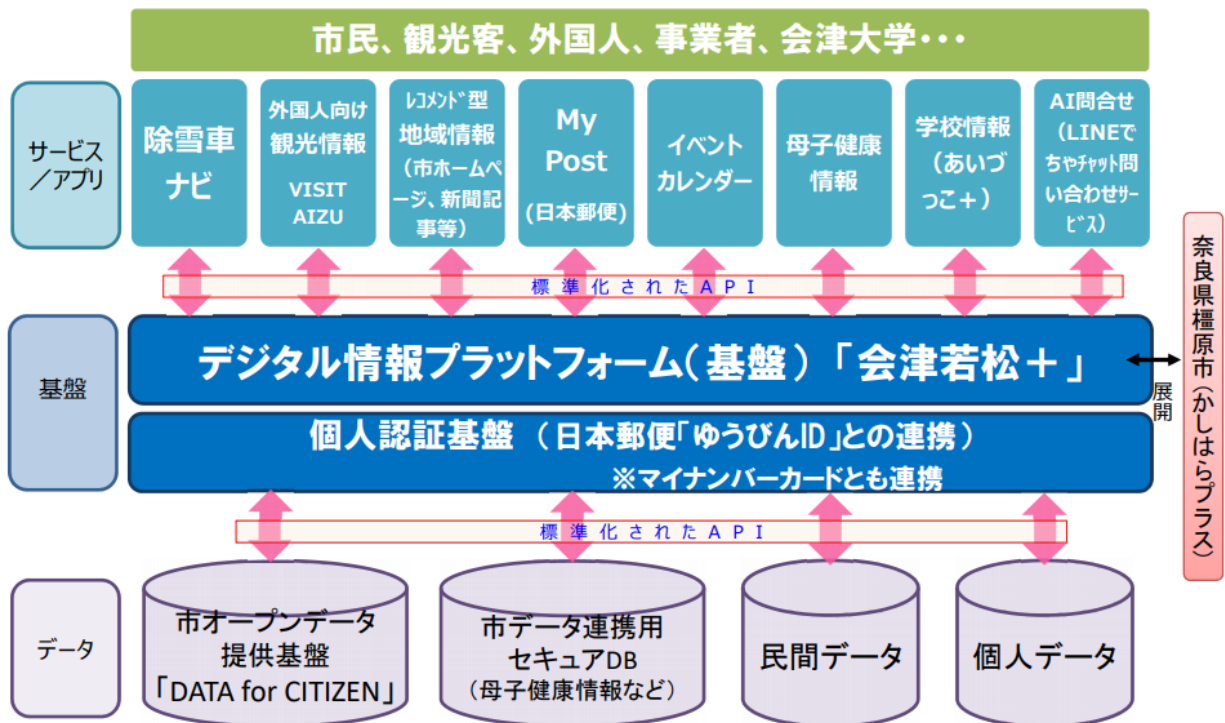 市民、観光客、外国人、事業者、会津大学・・・
サービス
／アプリ
除雪車
ナビ
外国人向け
観光情報
VISIT
AIZU
ﾚｺﾒﾝﾄﾞ型
地域情報
（市ホームペ
ージ、新聞記
事等）
My
Post
(日本郵便)
イベント
カレンダー
母子健康
情報
学校情報
（あいづ
っこ＋）
AI問合せ
（LINEで
ちゃﾁｬｯﾄ問
い合わせｻｰ
ﾋﾞｽ）
標準化されたAPI
基盤
デジタル情報プラットフォーム（基盤）「会津若松＋」
個人認証基盤 （日本郵便「ゆうびんID」との連携）
※マイナンバーカードとも連携
展開
奈良県橿原市（かしはらプラス）
標準化されたAPI
データ
市オープンデータ
提供基盤
「DATA for CITIZEN」
市データ連携用
セキュアDB
（母子健康情報など）
民間データ
個人データ